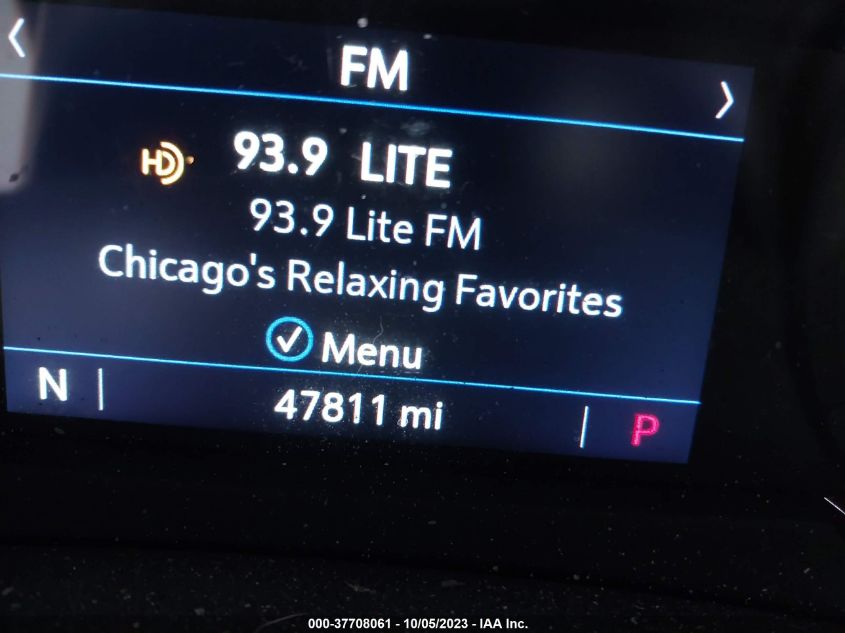 FM
HD 93.9 LITE
93.9 Lite FM
Chicago's Relaxing Favorites
Menu
N 47811 mi P
000-37708061 - 10/05/2023 - IAA Inc.